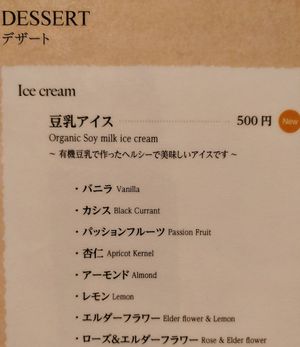 DESSERT
デザート
Ice cream
豆乳アイス 500円 New
Organic Soy milk ice cream
～ 有機豆乳で作ったヘルシーで美味しいアイスです ～
・バニラ Vanilla
・カシス Black Currant
・パッションフルーツ Passion Fruit
・杏仁 Apricot Kernel
・アーモンド Almond
・レモン Lemon
・エルダーフラワー Elder flower & Lemon
・ローズ&エルダーフラワー Rose & Elder flower